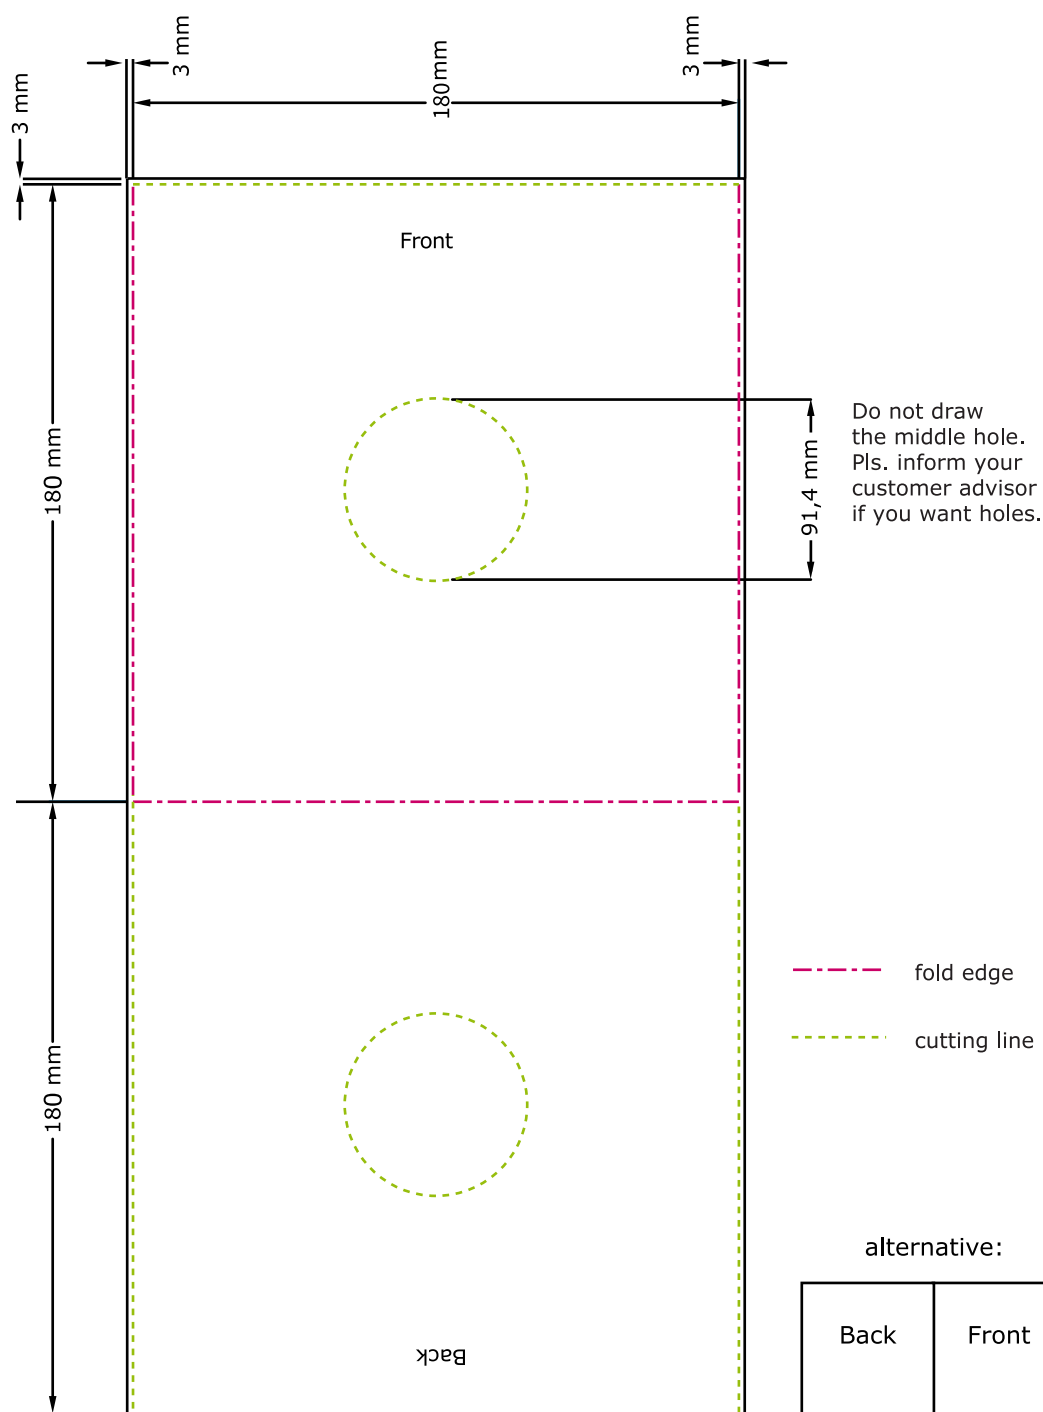 3 mm
3 mm
180mm
3 mm
Front
180 mm
91,4 mm
Do not draw
the middle hole.
Pls. inform your
customer advisor
if you want holes.
fold edge
cutting line
180 mm
alternative:
Back
Front
Back